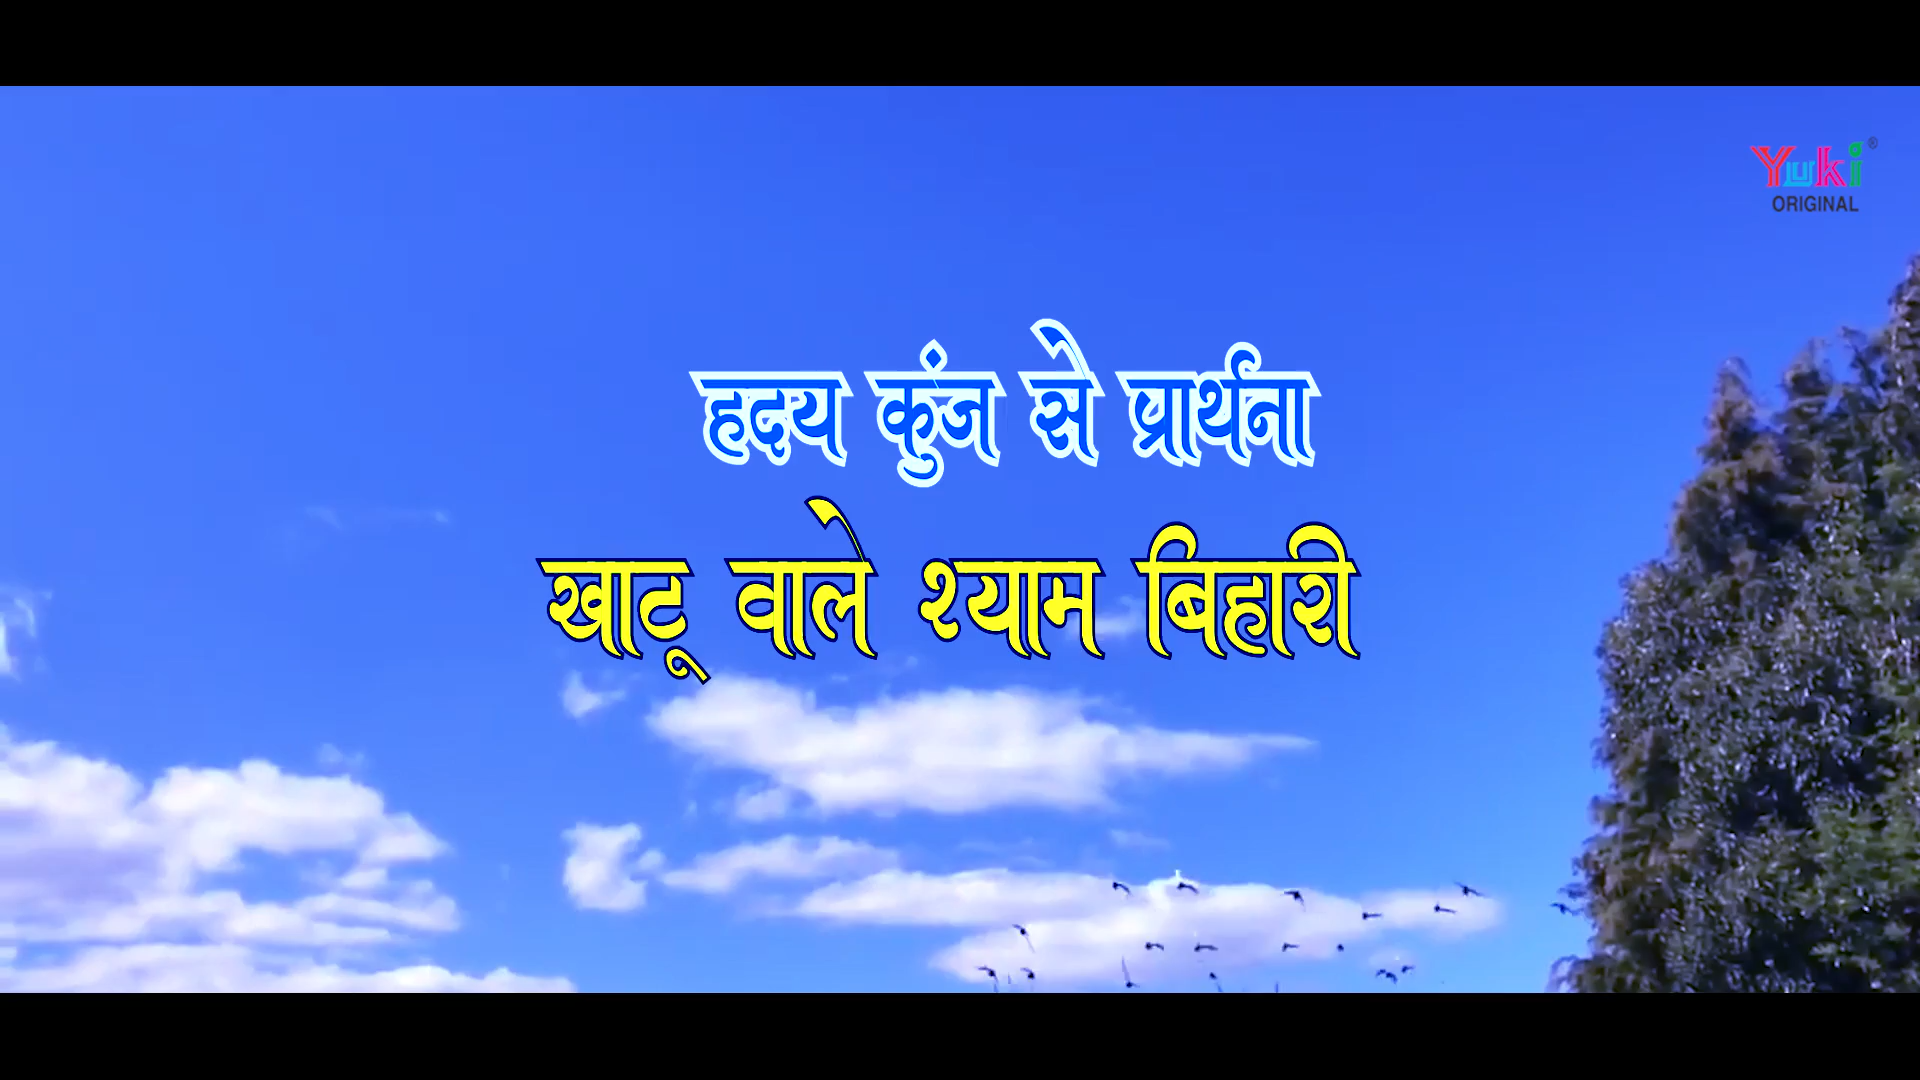 Yuki®
ORIGINAL
हृदय कुंज से प्रार्थना
खाटू वाले श्याम बिहारी